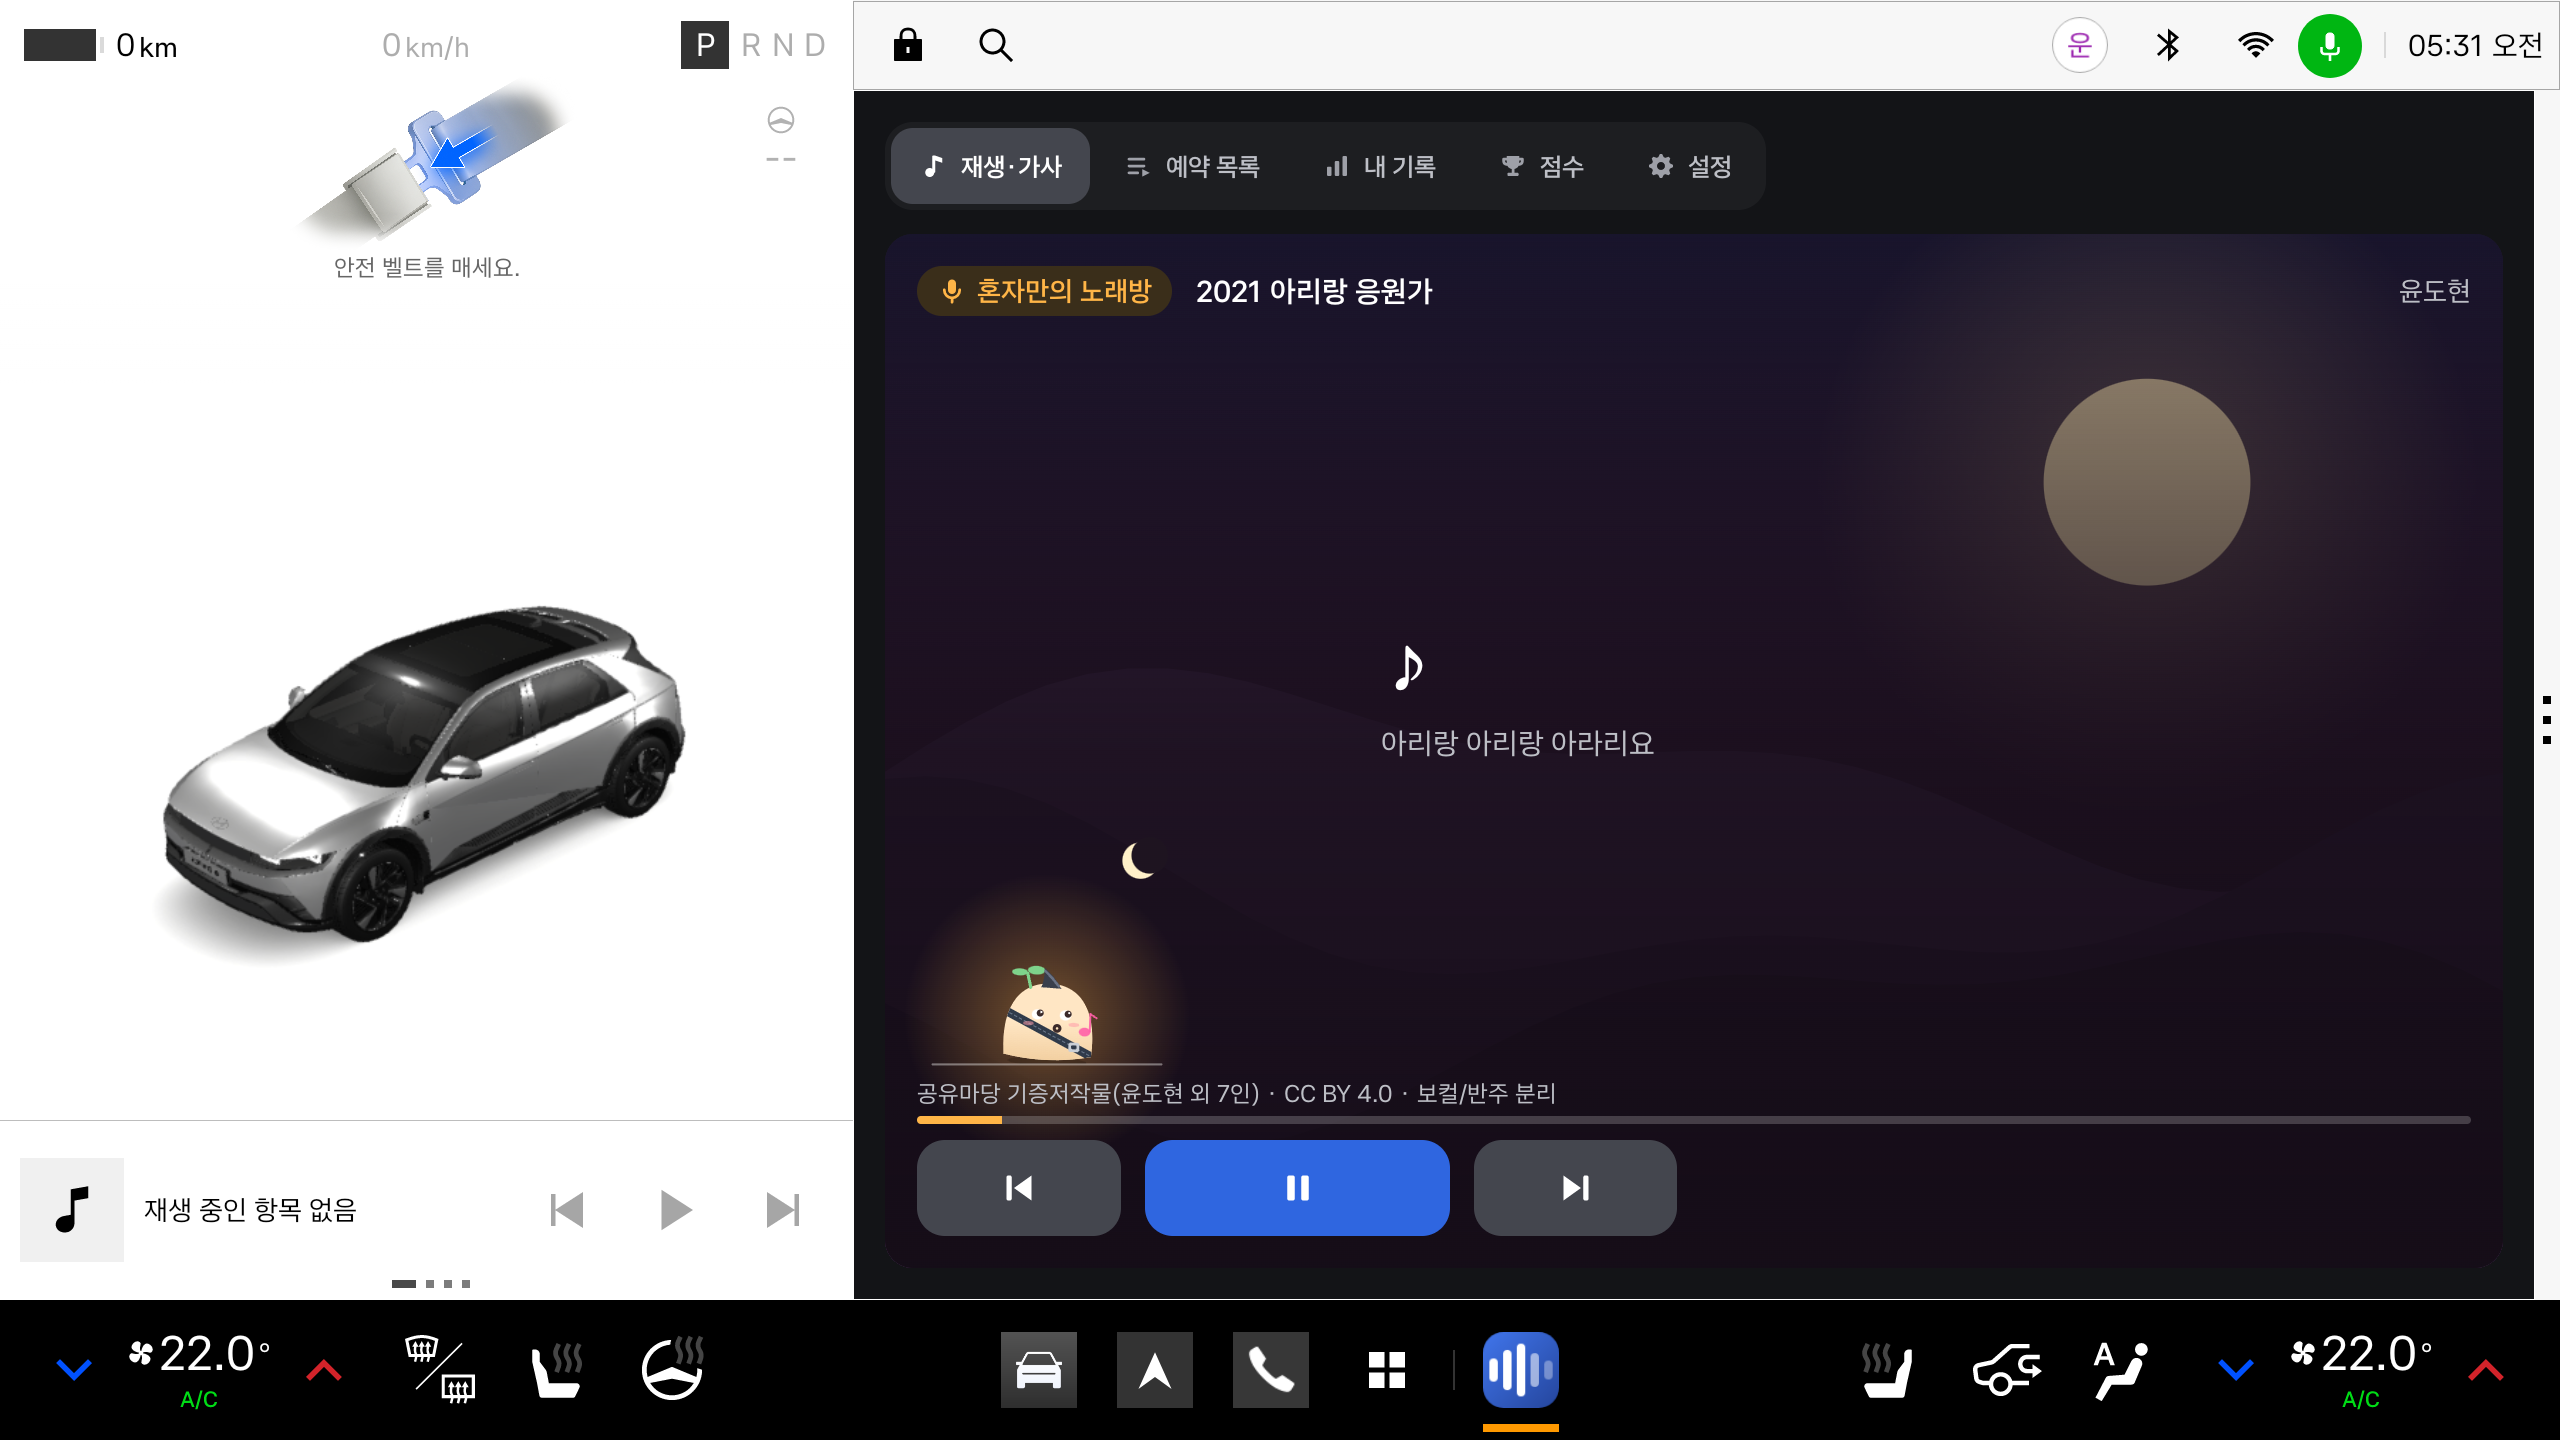 0 km
0 km/h
P R N D
운
05:31 오전
안전 벨트를 매세요.
--
재생·가사
예약 목록
내 기록
점수
설정
혼자만의 노래방
2021 아리랑 응원가
윤도현
아리랑 아리랑 아라리요
공유마당 기증저작물(윤도현 외 7인) · CC BY 4.0 · 보컬/반주 분리
재생 중인 항목 없음
22.0°
A/C
A
22.0°
A/C